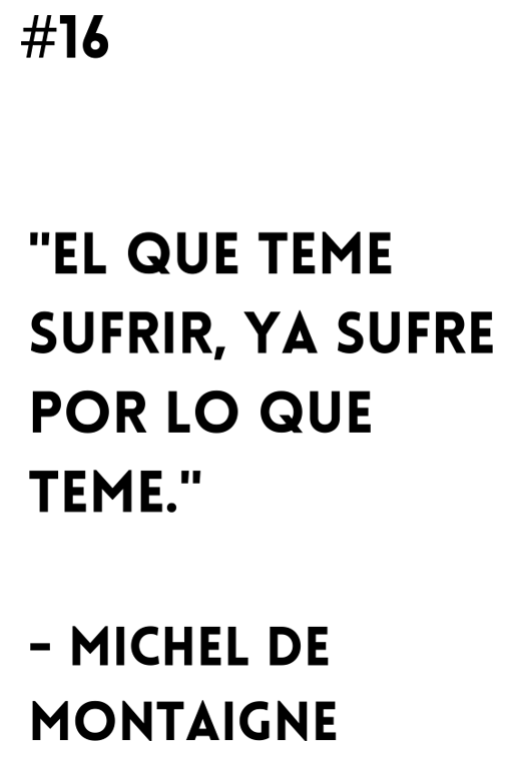 #16
"EL QUE TEME
SUFRIR, YA SUFRE
POR LO QUE
TEME."
- MICHEL DE
MONTAIGNE